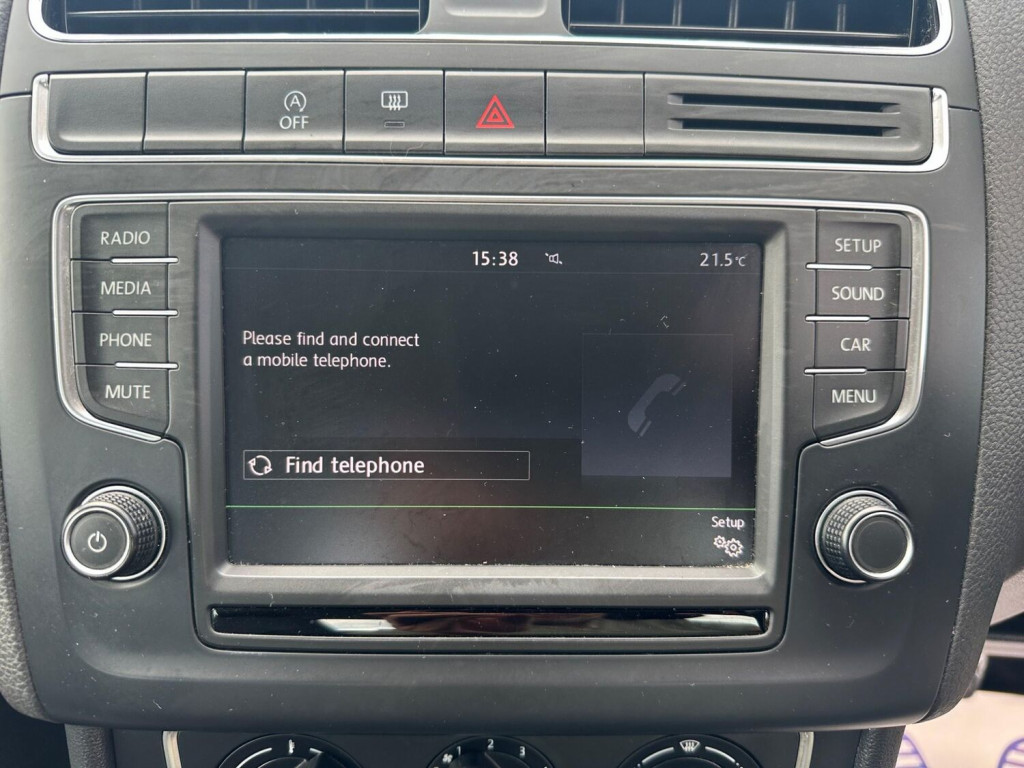 A
OFF
RADIO
MEDIA
PHONE
MUTE
15:38
21.5°C
Please find and connect
a mobile telephone.
Find telephone
Setup
SETUP
SOUND
CAR
MENU
1 2 3